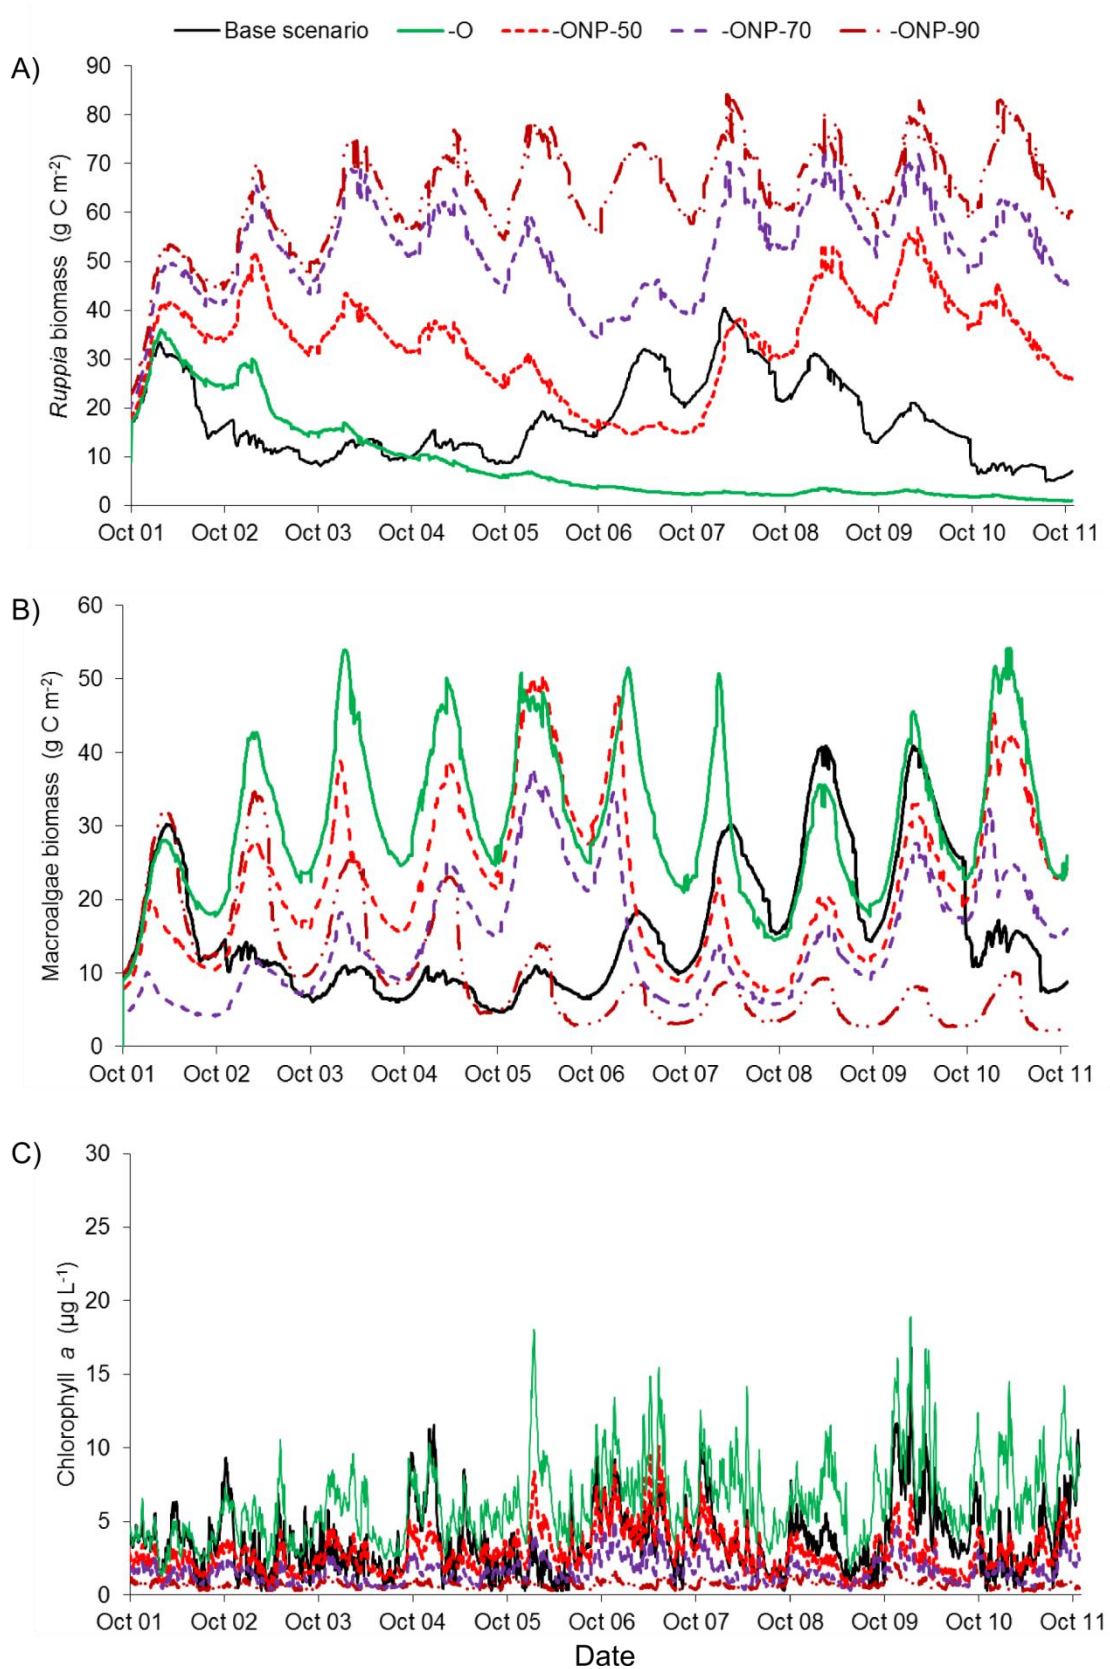 Base scenario -O -ONP-50 -ONP-70 -ONP-90
A)
Ruppia biomass (g C m-2)
90
80
70
60
50
40
30
20
10
0
Oct 01 Oct 02 Oct 03 Oct 04 Oct 05 Oct 06 Oct 07 Oct 08 Oct 09 Oct 10 Oct 11
B)
Macroalgae biomass (g C m-2)
60
50
40
30
20
10
0
Oct 01 Oct 02 Oct 03 Oct 04 Oct 05 Oct 06 Oct 07 Oct 08 Oct 09 Oct 10 Oct 11
C)
Chlorophyll a (µg L-1)
30
25
20
15
10
5
0
Oct 01 Oct 02 Oct 03 Oct 04 Oct 05 Oct 06 Oct 07 Oct 08 Oct 09 Oct 10 Oct 11
Date